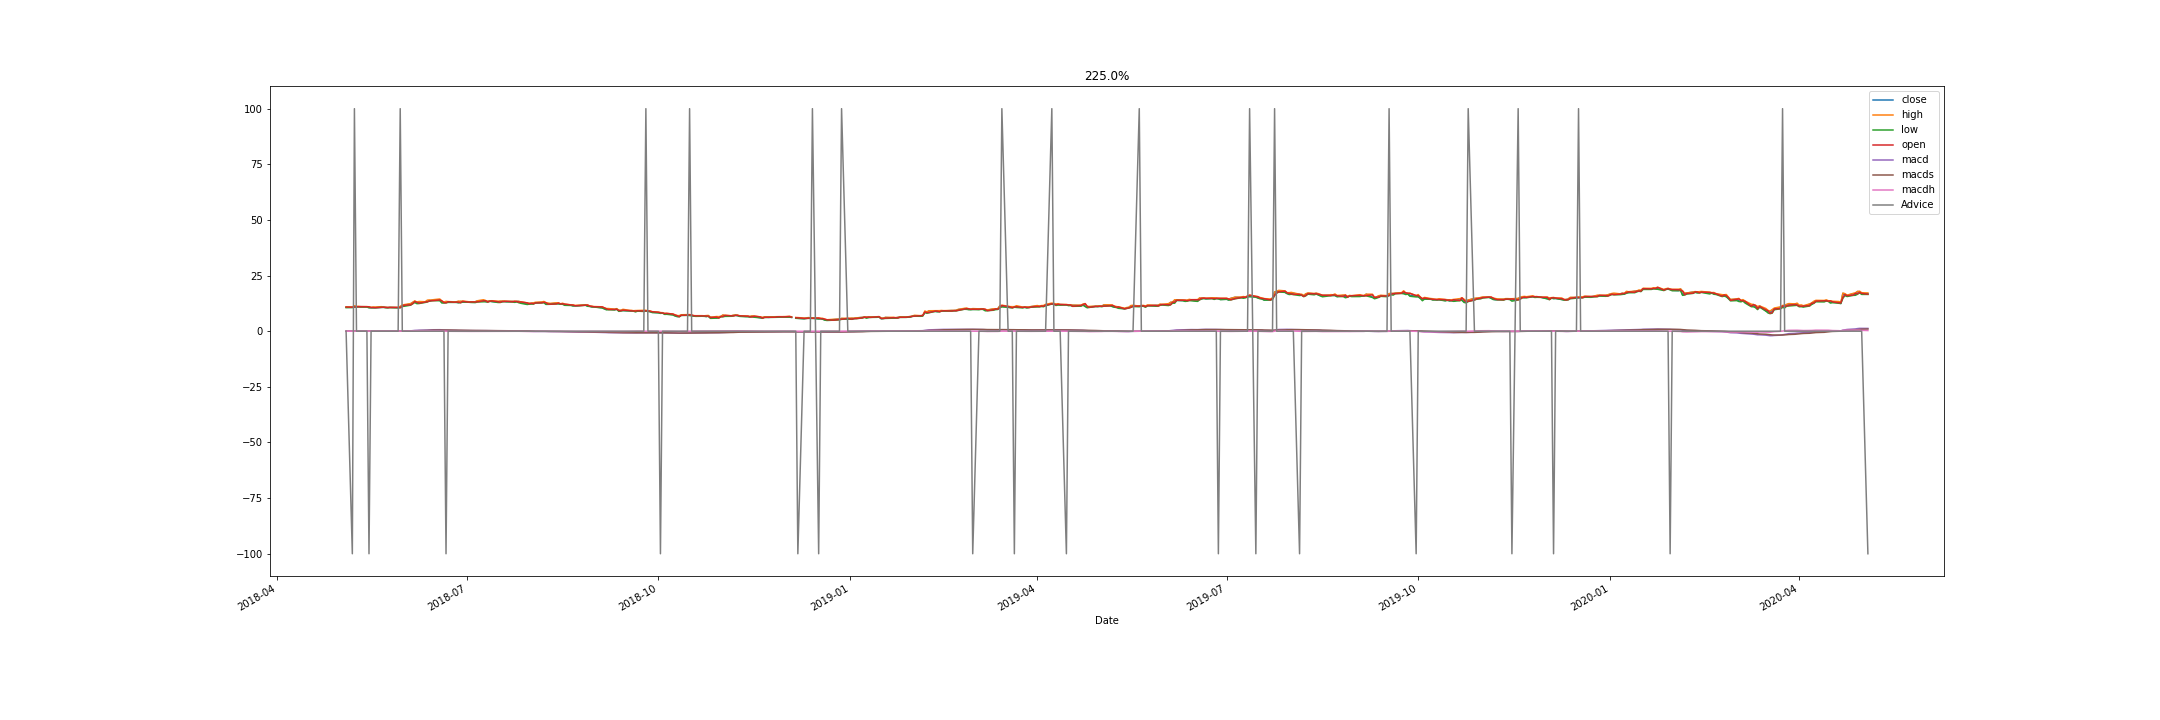 225.0%
100
75
50
25
0
−25
−50
−75
−100
close
high
low
open
macd
macds
macdh
Advice
2018-04
2018-07
2018-10
2019-01
2019-04
2019-07
2019-10
2020-01
2020-04
Date